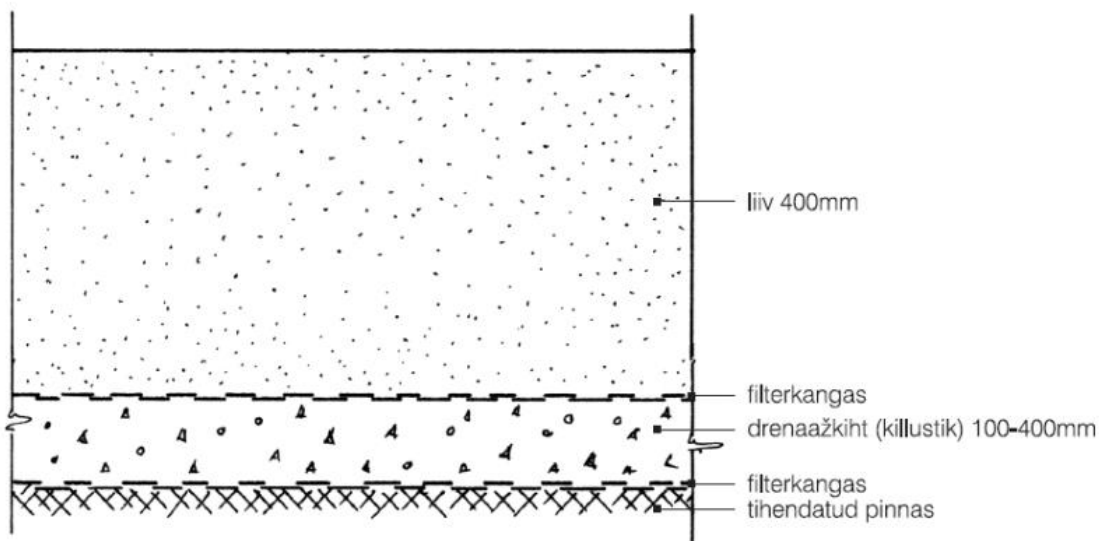 liiv 400mm
filterkangas
drenaažkiht (killustik) 100-400mm
filterkangas
tihendatud pinnas